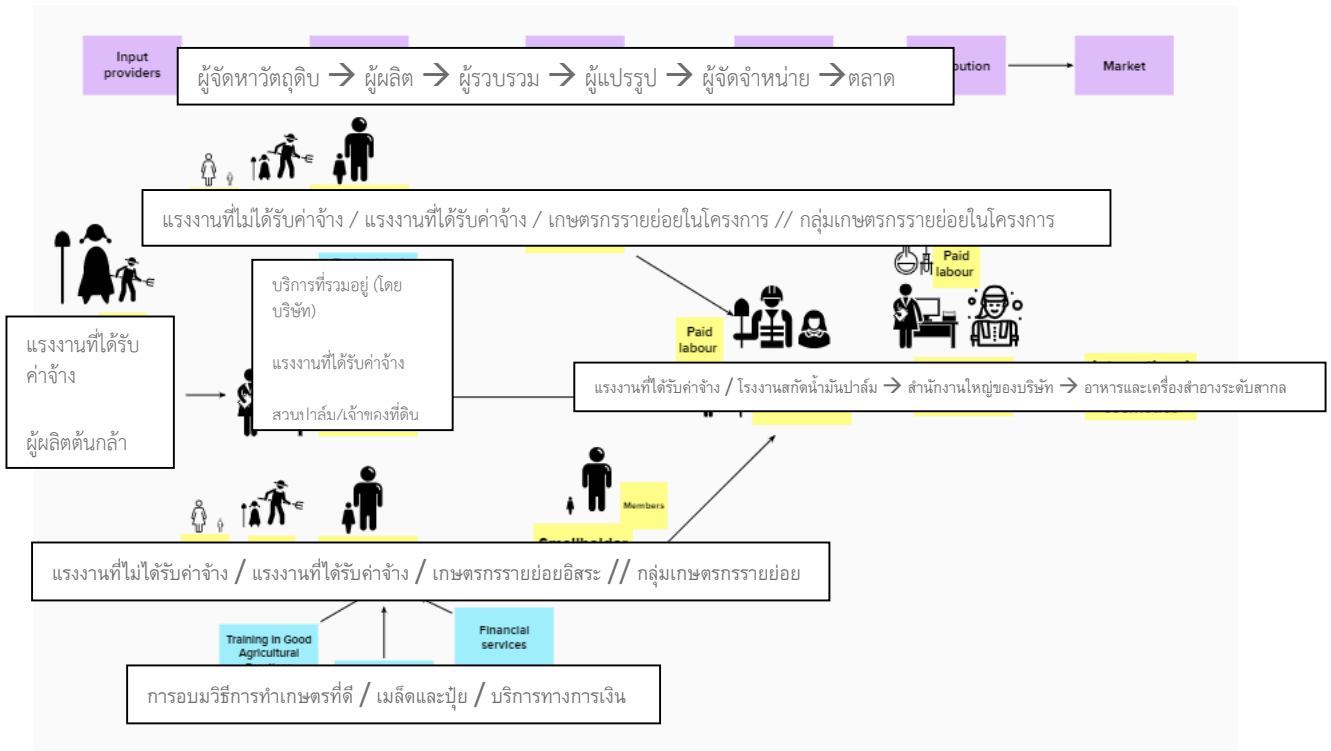 Input
providers
ผู้จัดหาวัตถุดิบ → ผู้ผลิต → ผู้รวบรวม → ผู้แปรรูป → ผู้จัดจำหน่าย →ตลาด
Market
แรงงานที่ไม่ได้รับค่าจ้าง / แรงงานที่ได้รับค่าจ้าง / เกษตรกรรายย่อยในโครงการ // กลุ่มเกษตรกรรายย่อยในโครงการ
Paid
labour
บริการที่รวมอยู่ (โดย
บริษัท)
แรงงานที่ได้รับค่าจ้าง
สวนปาล์ม/เจ้าของที่ดิน
แรงงานที่ได้รับ
ค่าจ้าง
ผู้ผลิตต้นกล้า
Paid
labour
แรงงานที่ได้รับค่าจ้าง / โรงงานสกัดน้ำมันปาล์ม → สำนักงานใหญ่ของบริษัท → อาหารและเครื่องสำอางระดับสากล
Members
แรงงานที่ไม่ได้รับค่าจ้าง / แรงงานที่ได้รับค่าจ้าง / เกษตรกรรายย่อยอิสระ // กลุ่มเกษตรกรรายย่อย
Training in Good
Agricultural
Financial
services
การอบมวิธีการทำเกษตรที่ดี / เมล็ดและปุ๋ย / บริการทางการเงิน